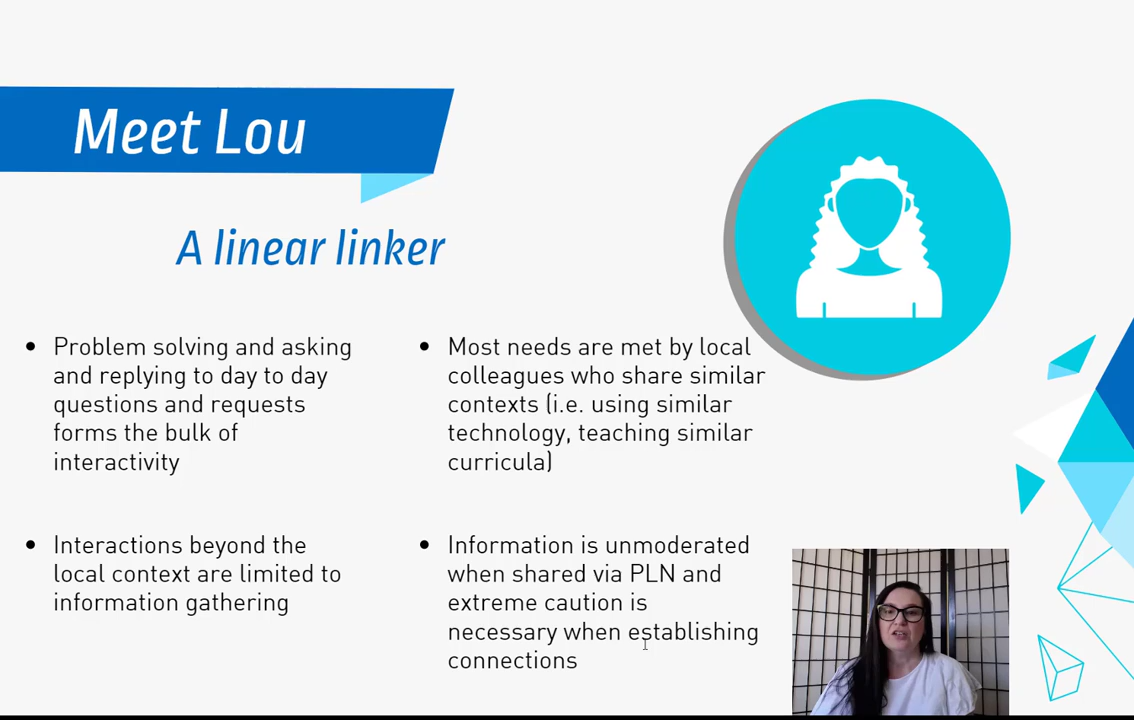 Meet Lou
A linear linker
Problem solving and asking
and replying to day to day
questions and requests
forms the bulk of
interactivity
Interactions beyond the
local context are limited to
information gathering
Most needs are met by local
colleagues who share similar
contexts (i.e. using similar
technology, teaching similar
curricula)
Information is unmoderated
when shared via PLN and
extreme caution is
necessary when establishing
connections